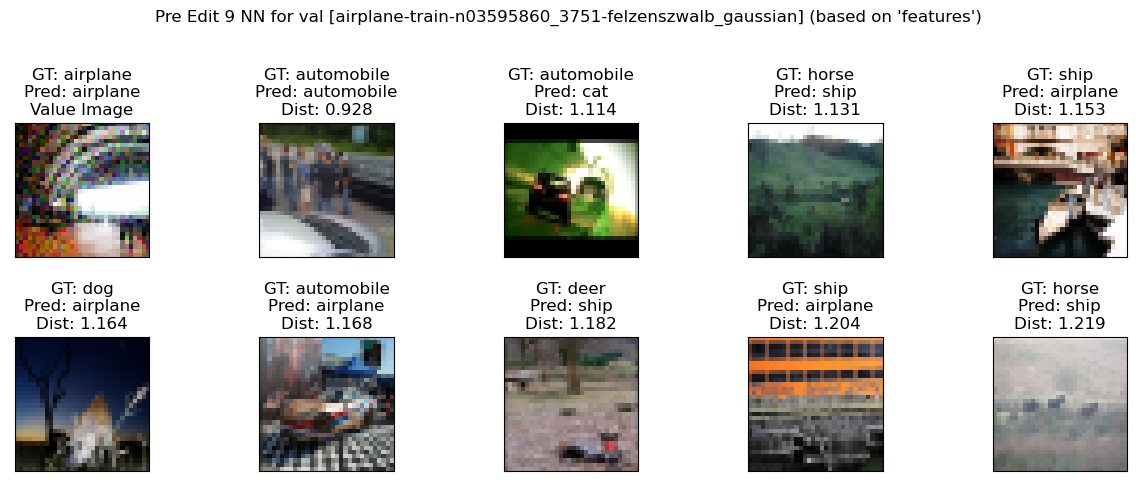 Pre Edit 9 NN for val [airplane-train-n03595860_3751-felzenszwalb_gaussian] (based on 'features')
GT: airplane
Pred: airplane
Value Image
GT: automobile
Pred: automobile
Dist: 0.928
GT: automobile
Pred: cat
Dist: 1.114
GT: horse
Pred: ship
Dist: 1.131
GT: ship
Pred: airplane
Dist: 1.153
GT: dog
Pred: airplane
Dist: 1.164
GT: automobile
Pred: airplane
Dist: 1.168
GT: deer
Pred: ship
Dist: 1.182
GT: ship
Pred: airplane
Dist: 1.204
GT: horse
Pred: ship
Dist: 1.219